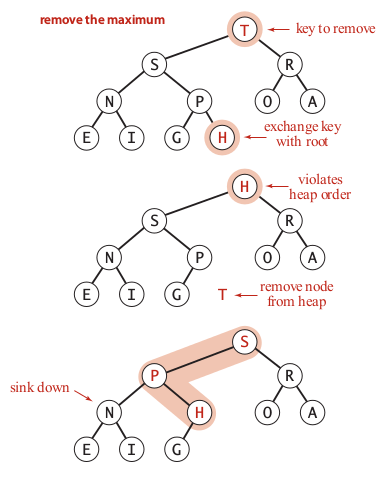 remove the maximum
T
key to remove
S
R
N
P
O
A
E
I
G
H
exchange key
with root
H
violates
heap order
S
R
N
P
O
A
E
I
G
T
remove node
from heap
S
P
R
sink down
N
H
O
A
E
I
G